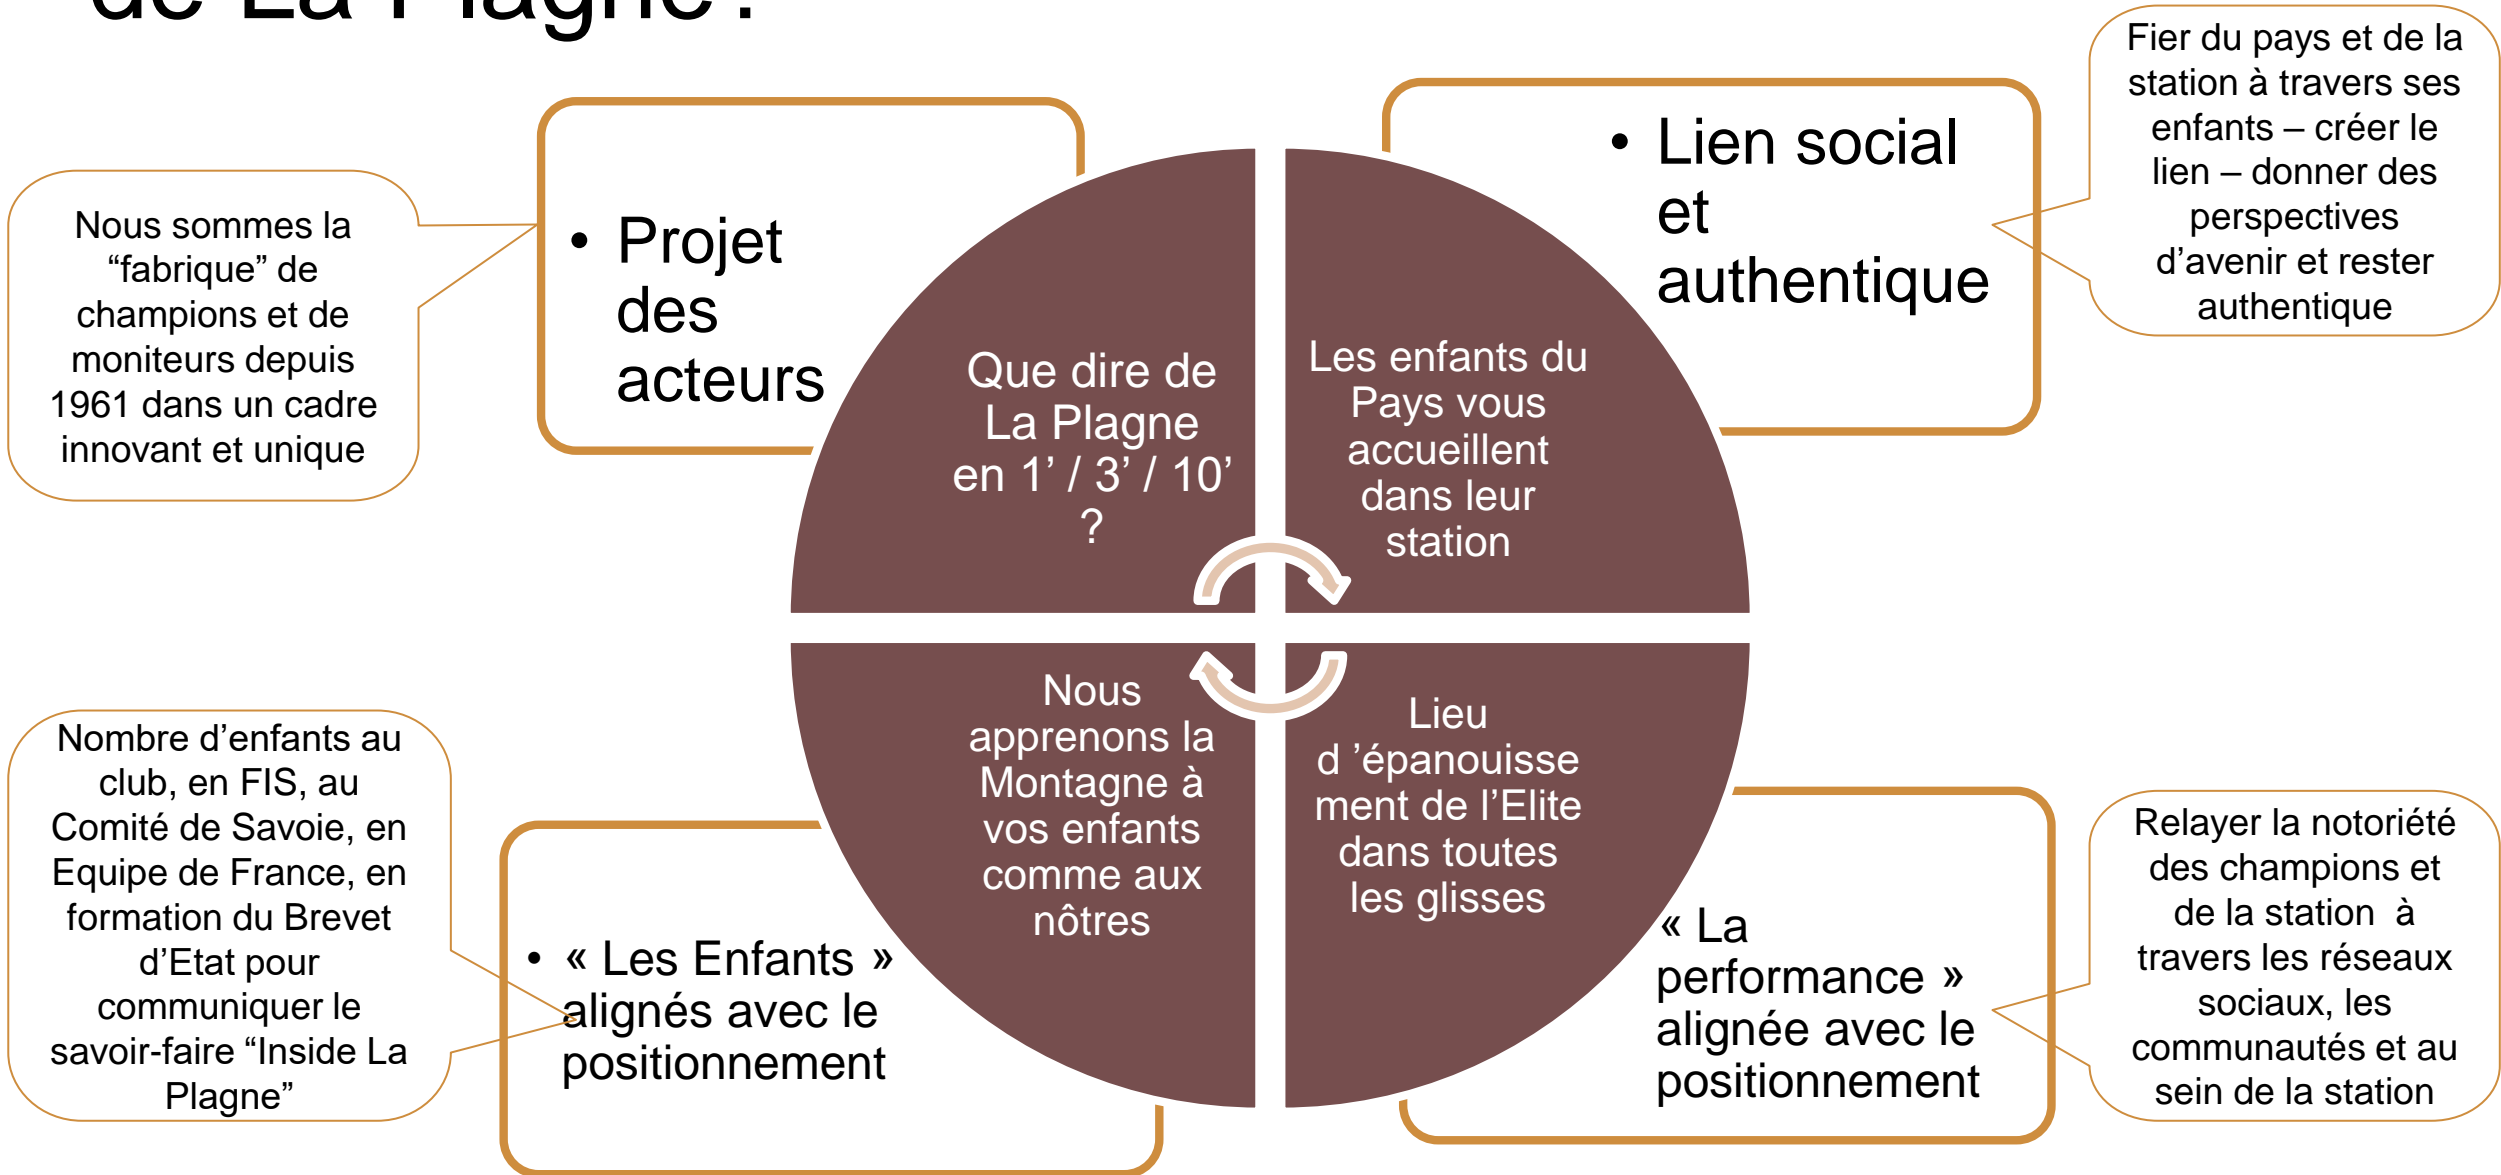 de La Plagne?
Nous sommes la
“fabrique” de
champions et de
moniteurs depuis
1961 dans un cadre
innovant et unique
• Projet
des
acteurs
Que dire de
La Plagne
en 1’ / 3’ / 10’
?
Les enfants du
Pays vous
accueillent
dans leur
station
• Lien social
et
authentique
Fier du pays et de la
station à travers ses
enfants – créer le
lien – donner des
perspectives
d’avenir et rester
authentique
Nombre d’enfants au
club, en FIS, au
Comité de Savoie, en
Equipe de France, en
formation du Brevet
d’Etat pour
communiquer le
savoir-faire “Inside La
Plagne”
• « Les Enfants »
alignés avec le
positionnement
Nous
apprenons la
Montagne à
vos enfants
comme aux
nôtres
Lieu
d ’épanouisse
ment de l’Elite
dans toutes
les glisses
« La
performance »
alignée avec le
positionnement
Relayer la notoriété
des champions et
de la station à
travers les réseaux
sociaux, les
communautés et au
sein de la station